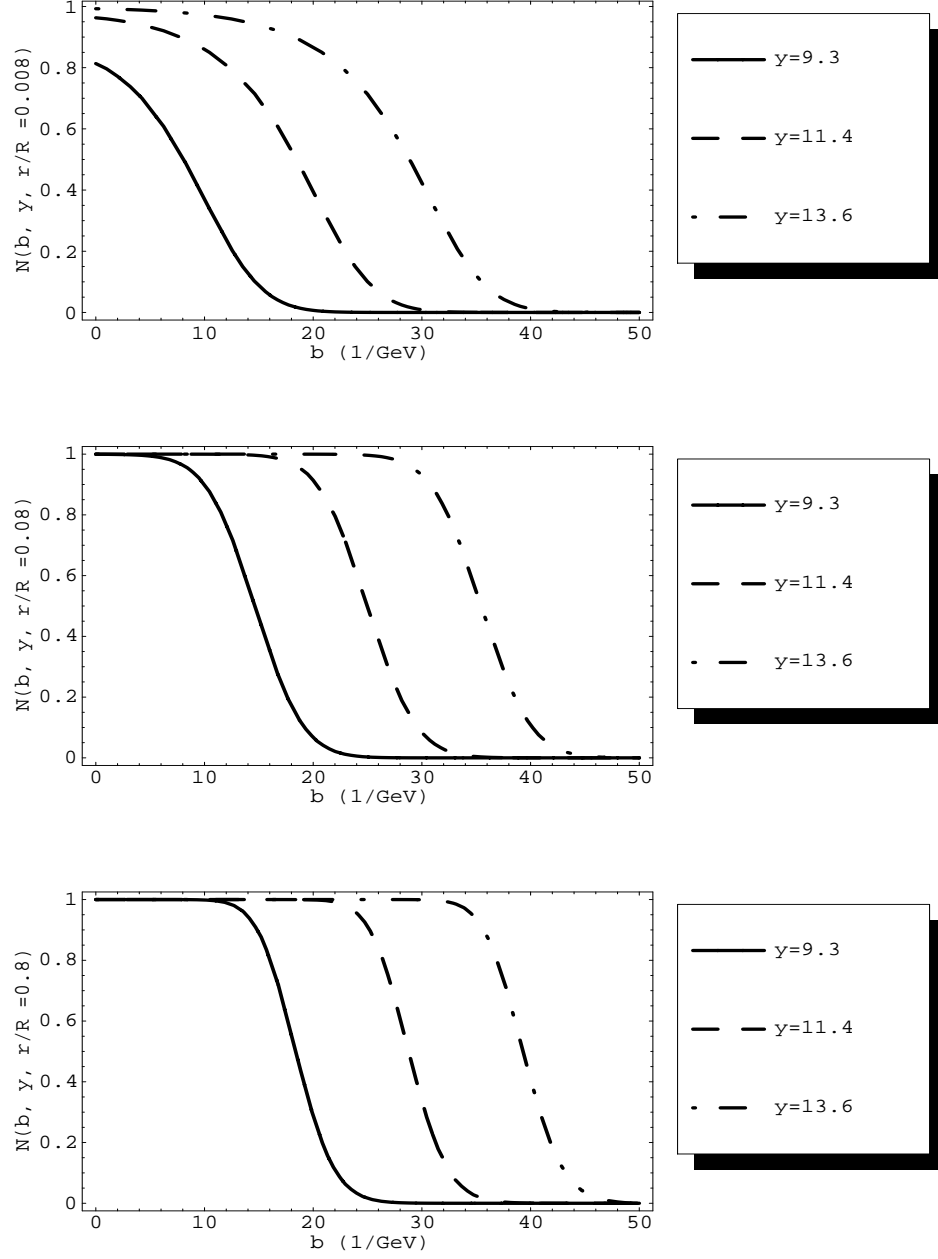 N(b, y, r/R =0.008)
1
0.8
0.6
0.4
0.2
0
0 10 20 30 40 50
b (1/GeV)
y=9.3
y=11.4
y=13.6
N(b, y, r/R =0.08)
1
0.8
0.6
0.4
0.2
0
0 10 20 30 40 50
b (1/GeV)
y=9.3
y=11.4
y=13.6
N(b, y, r/R =0.8)
1
0.8
0.6
0.4
0.2
0
0 10 20 30 40 50
b (1/GeV)
y=9.3
y=11.4
y=13.6